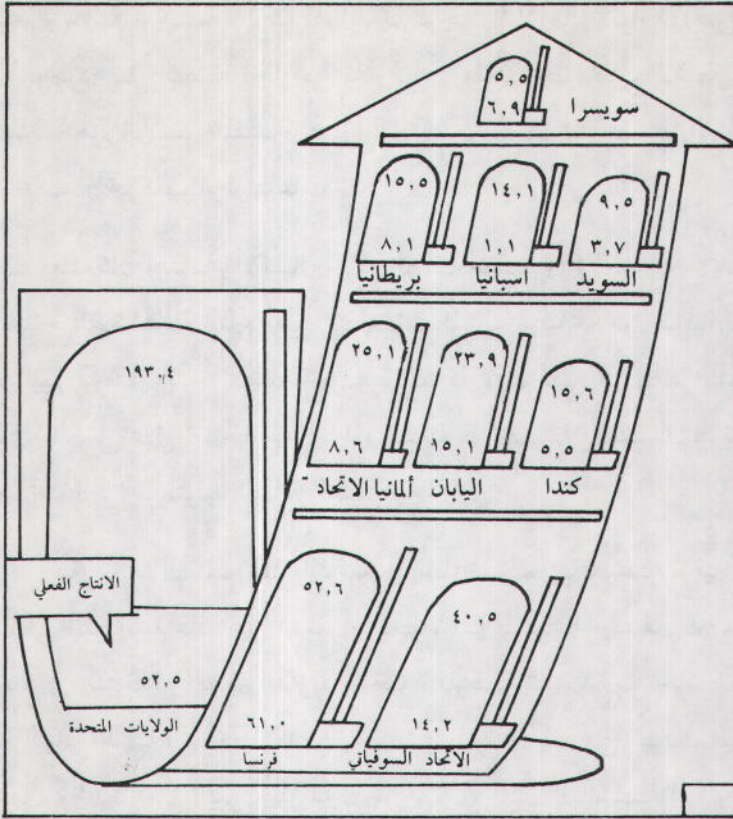 ٥,٥
٦,٩
سويسرا
٩,٥
٣,٧
السويد
١٤,١
١,١
اسبانيا
١٥,٥
٨,١
بريطانيا
١٥,٦
٥,٥
كندا
٢٣,٩
١٥,١
اليابان
٢٥,١
٨,٦
ألمانيا الاتحاد
٤٠,٥
١٤,٢
الاتحاد السوفياتي
٥٢,٦
٦١,٠
فرنسا
١٩٣,٤
الانتاج الفعلي
٥٢,٥
الولايات المتحدة